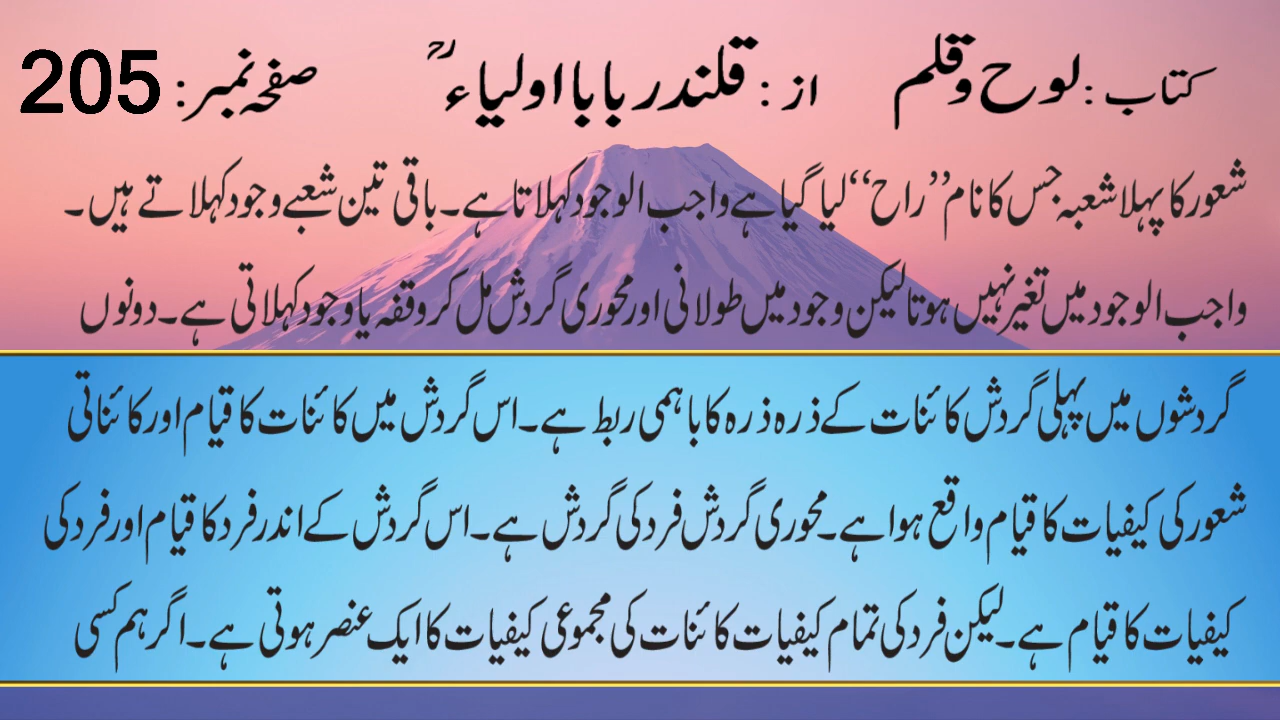 کتاب : لوح و قلم از : قلندر بابا اولیاءؒ صفحہ نمبر : 205
شعور کا پہلا شعبہ جس کا نام ’’راح‘‘ لیا گیا ہے واجب الوجود کہلاتا ہے۔ باقی تین شعبے وجود کہلاتے ہیں۔
واجب الوجود میں تغیر نہیں ہوتا لیکن وجود میں طولانی اور محوری گردش مل کر وقفہ یا وجود کہلاتی ہے۔ دونوں
گردشوں میں پہلی گردش کائنات کے ذرہ ذرہ کا باہمی ربط ہے۔ اس گردش میں کائنات کا قیام اور کائناتی
شعور کی کیفیات کا قیام واقع ہوا ہے۔ محوری گردش فرد کی گردش ہے۔ اس گردش کے اندر فرد کا قیام اور فرد کی
کیفیات کا قیام ہے۔ لیکن فرد کی تمام کیفیات کائنات کی مجموعی کیفیات کا ایک عنصر ہوتی ہے۔ اگر ہم کسی